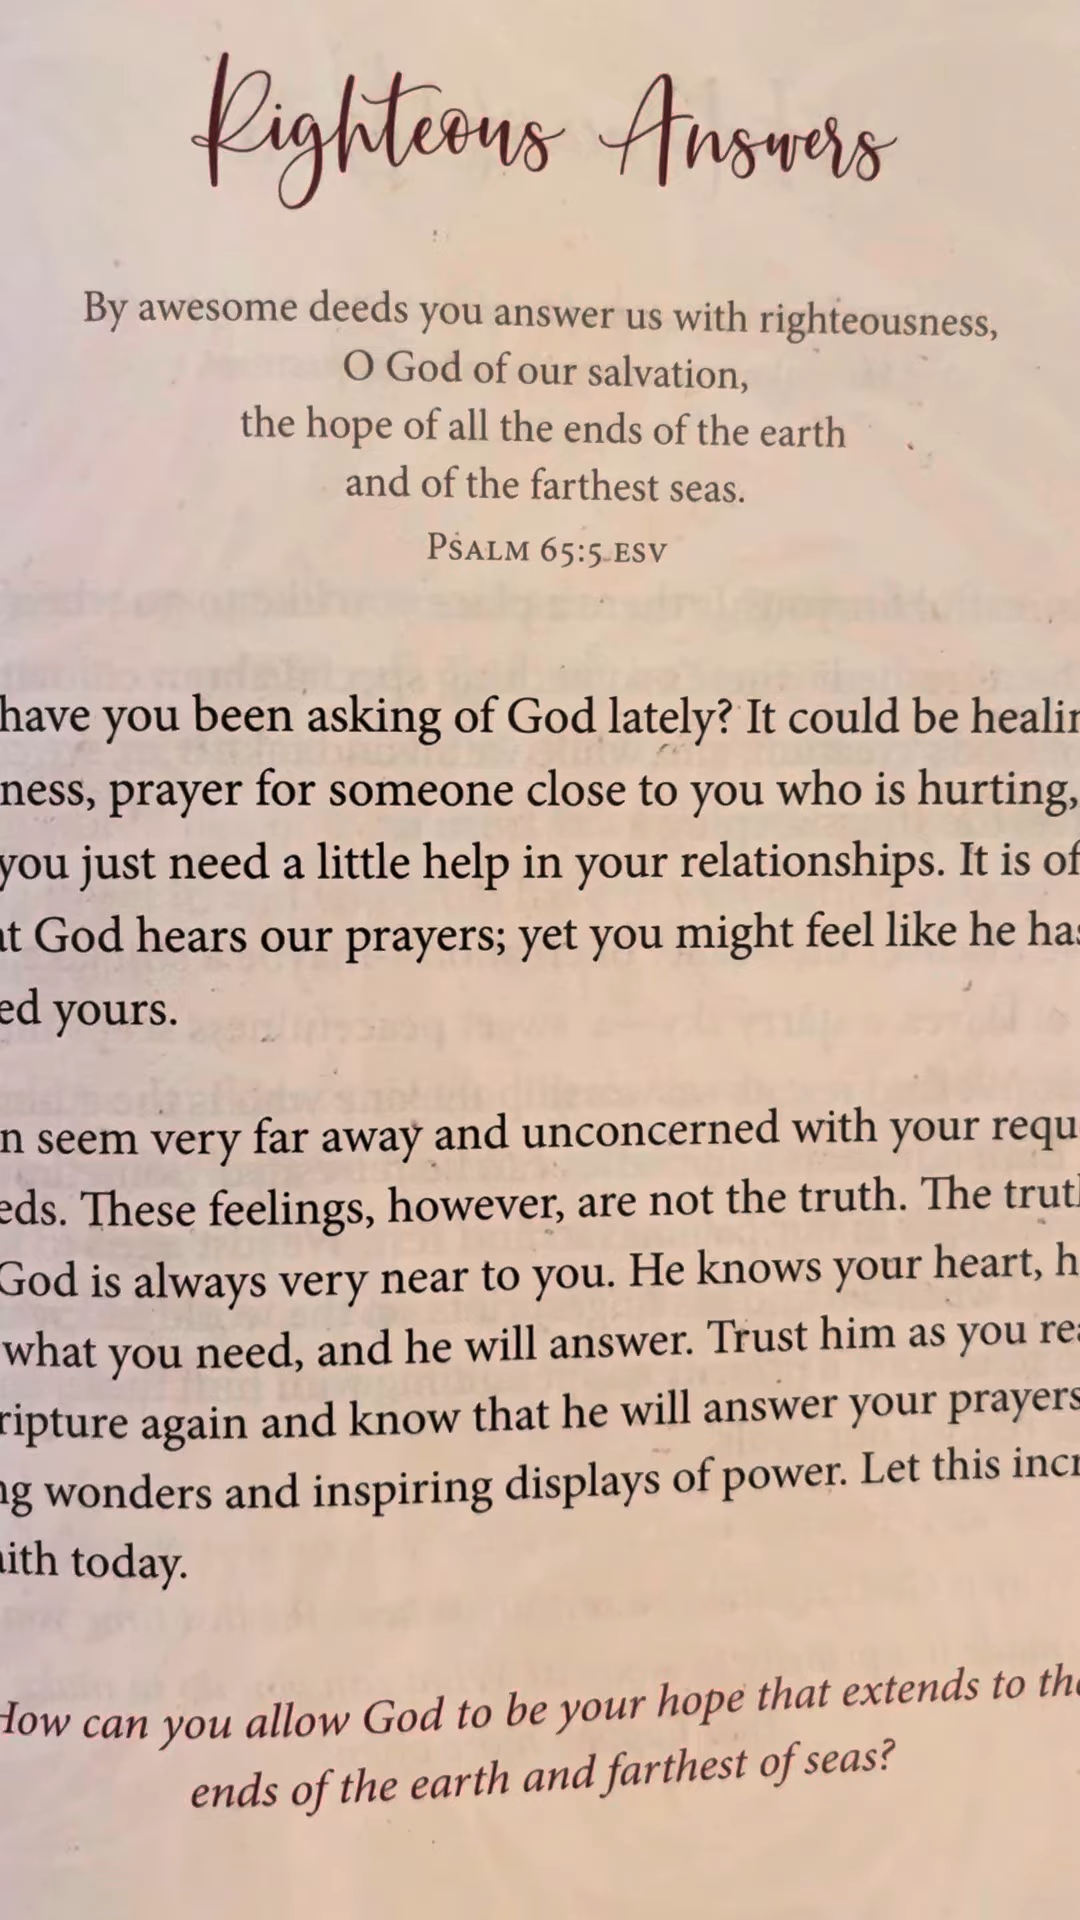 Righteous Answers
By awesome deeds you answer us with righteousness,
O God of our salvation,
the hope of all the ends of the earth
and of the farthest seas.
PSALM 65:5 ESV
have you been asking of God lately? It could be healin
ness, prayer for someone close to you who is hurting,
you just need a little help in your relationships. It is of
at God hears our prayers; yet you might feel like he has
ed yours.
n seem very far away and unconcerned with your requ
eds. These feelings, however, are not the truth. The truth
God is always very near to you. He knows your heart, h
what you need, and he will answer. Trust him as you rea
ripture again and know that he will answer your prayers
ng wonders and inspiring displays of power. Let this incr
aith today.
How can you allow God to be your hope that extends to the
ends of the earth and farthest of seas?